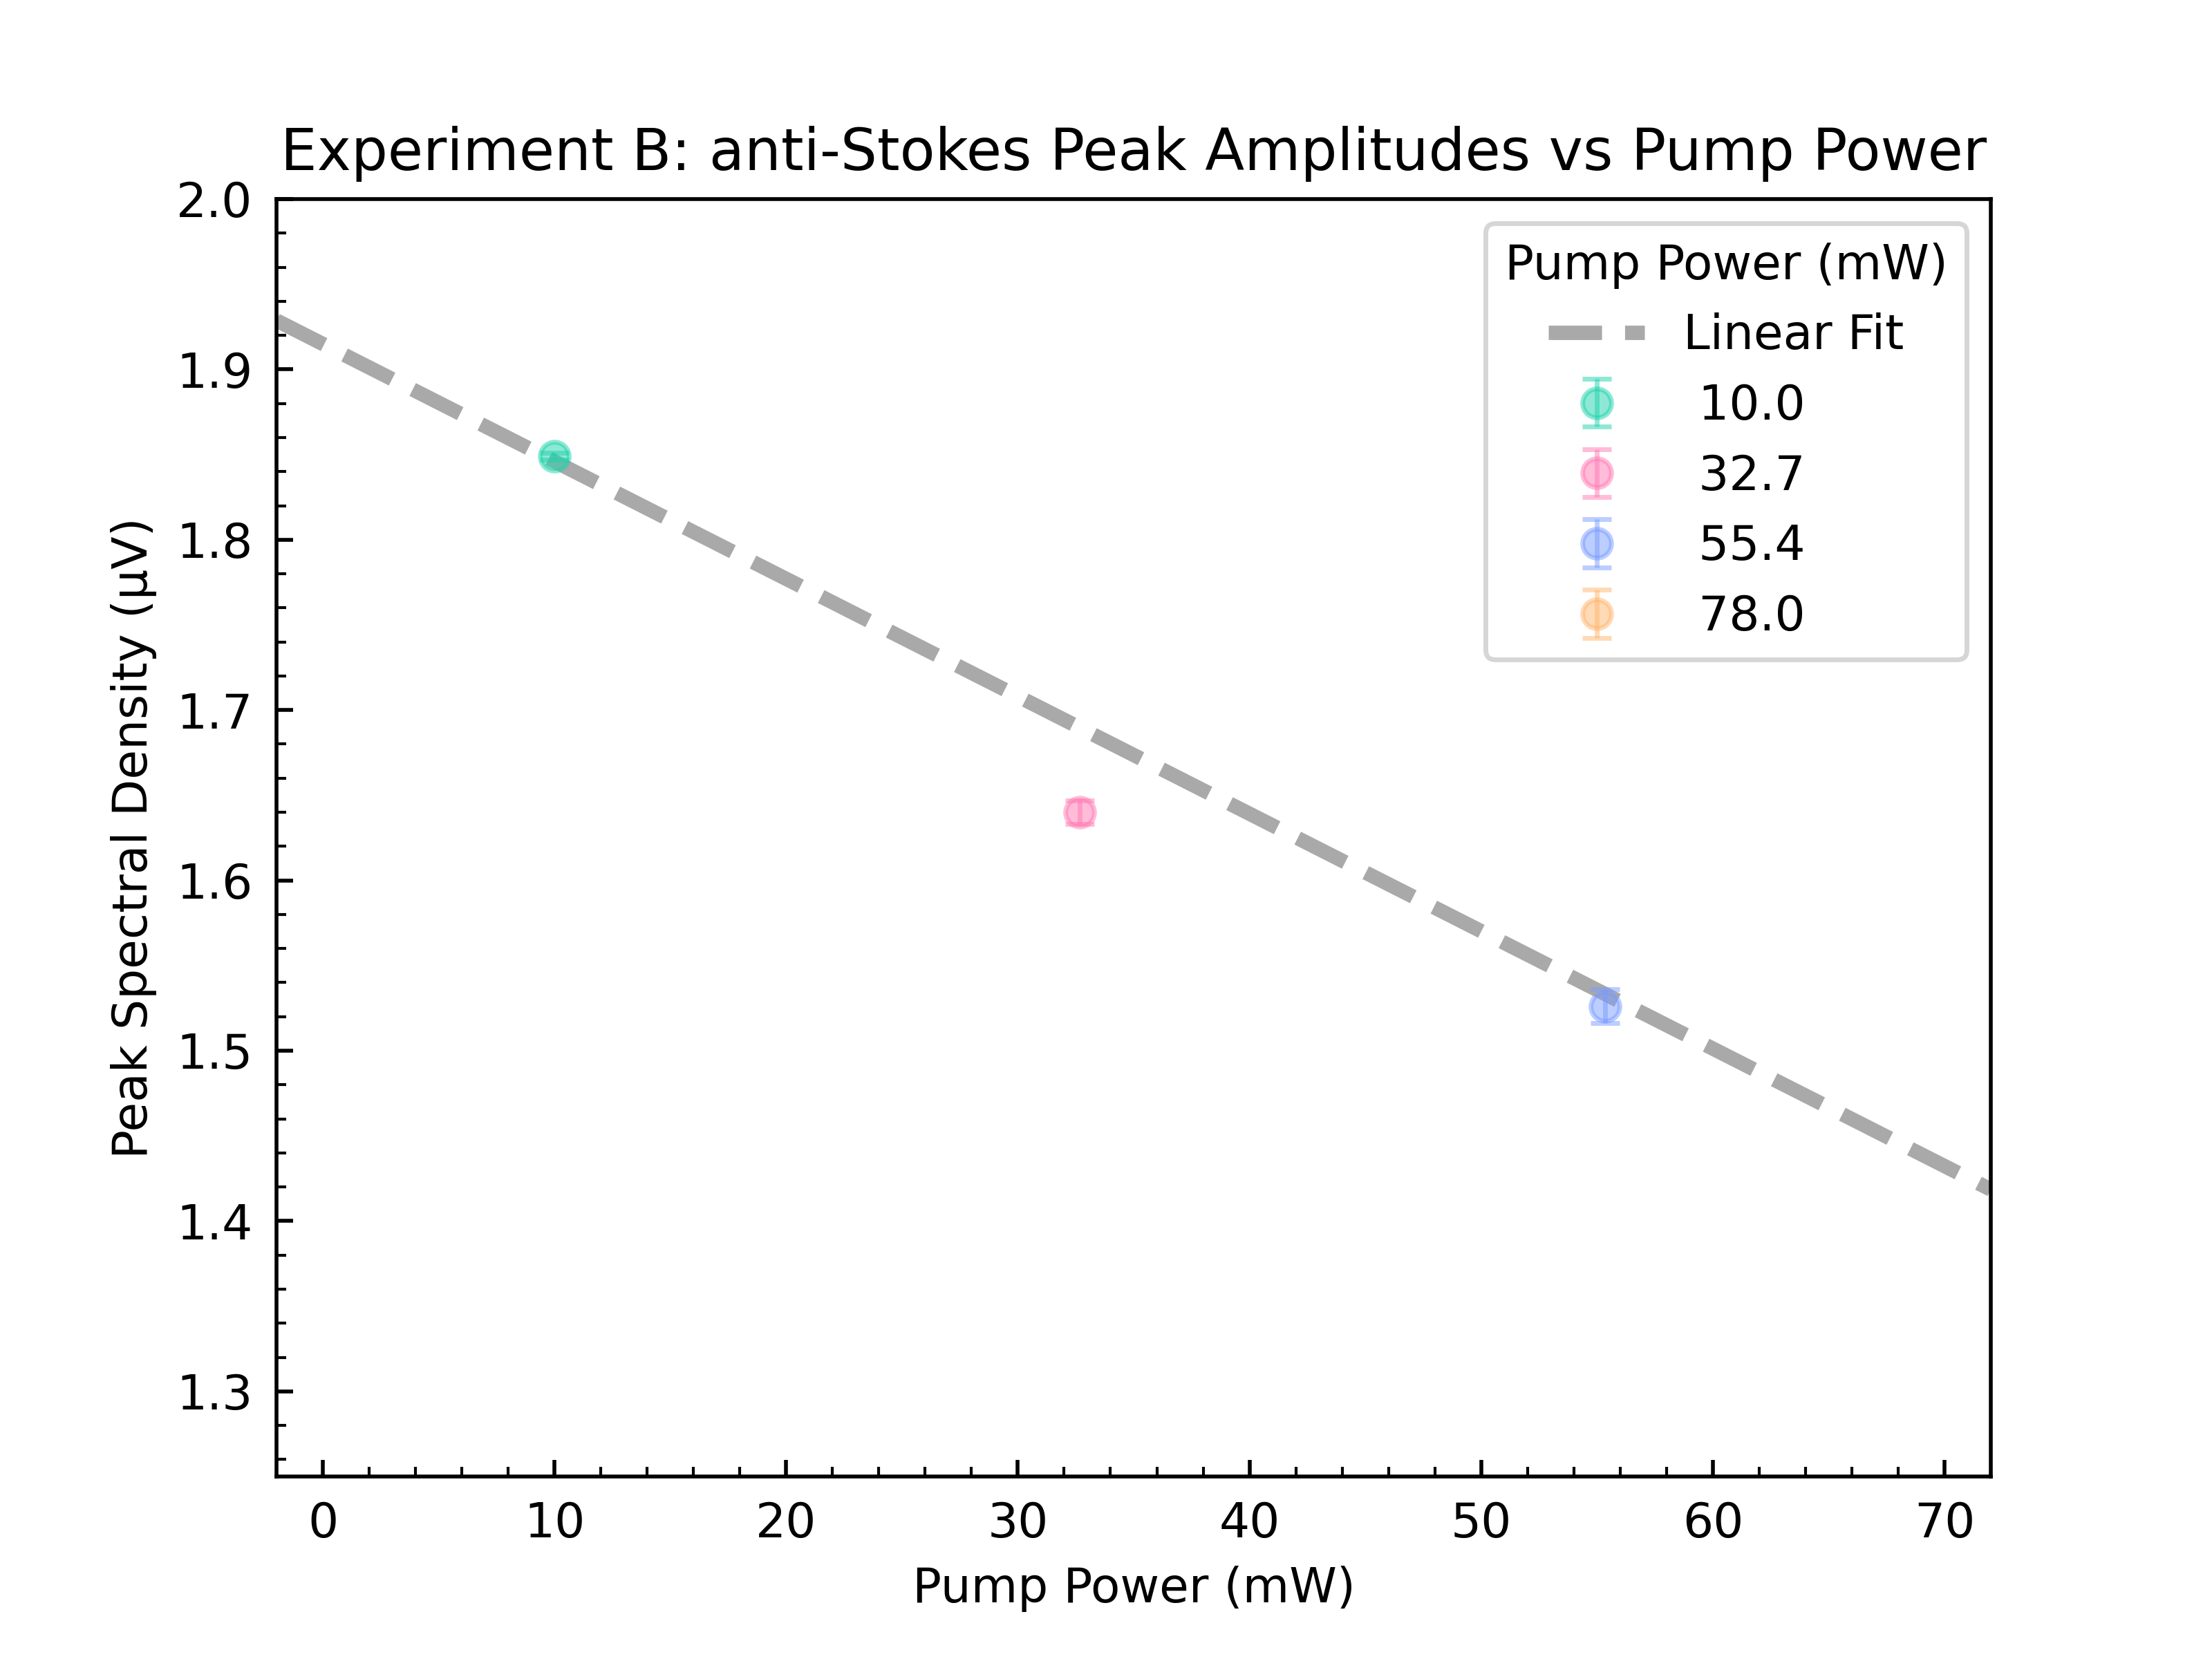 Experiment B: anti-Stokes Peak Amplitudes vs Pump Power
2.0
1.9
1.8
1.7
1.6
1.5
1.4
1.3
Peak Spectral Density (μV)
Pump Power (mW)
Linear Fit
10.0
32.7
55.4
78.0
0 10 20 30 40 50 60 70
Pump Power (mW)